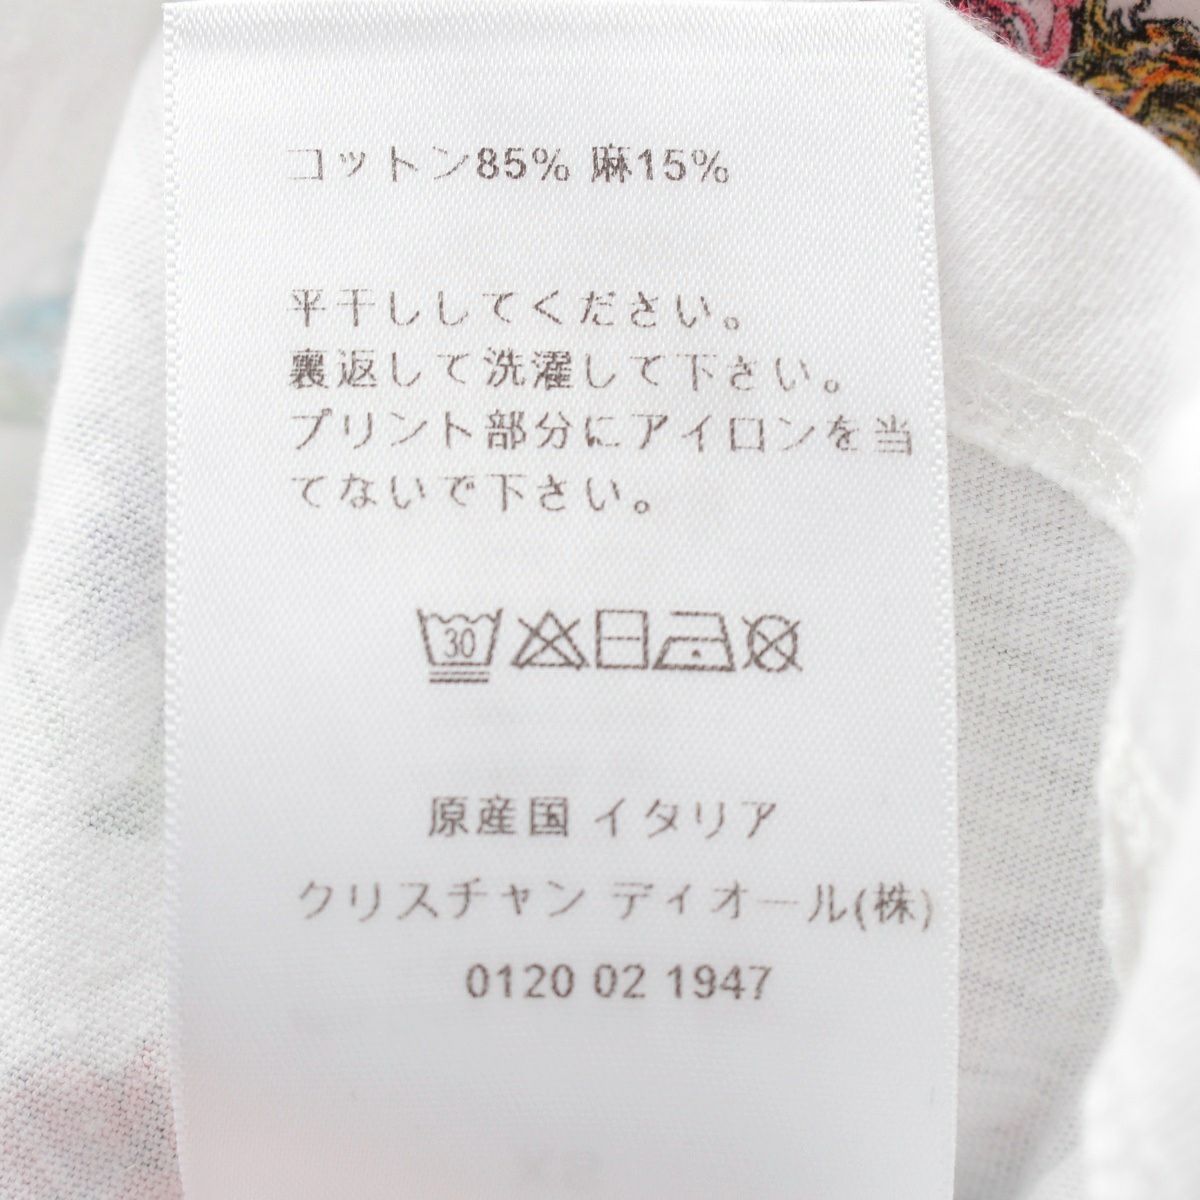 コットン85% 麻15%
平干ししてください。
裏返して洗濯して下さい。
プリント部分にアイロンを当
てないで下さい。
30
原産国 イタリア
クリスチャン ディオール(株)
0120 02 1947